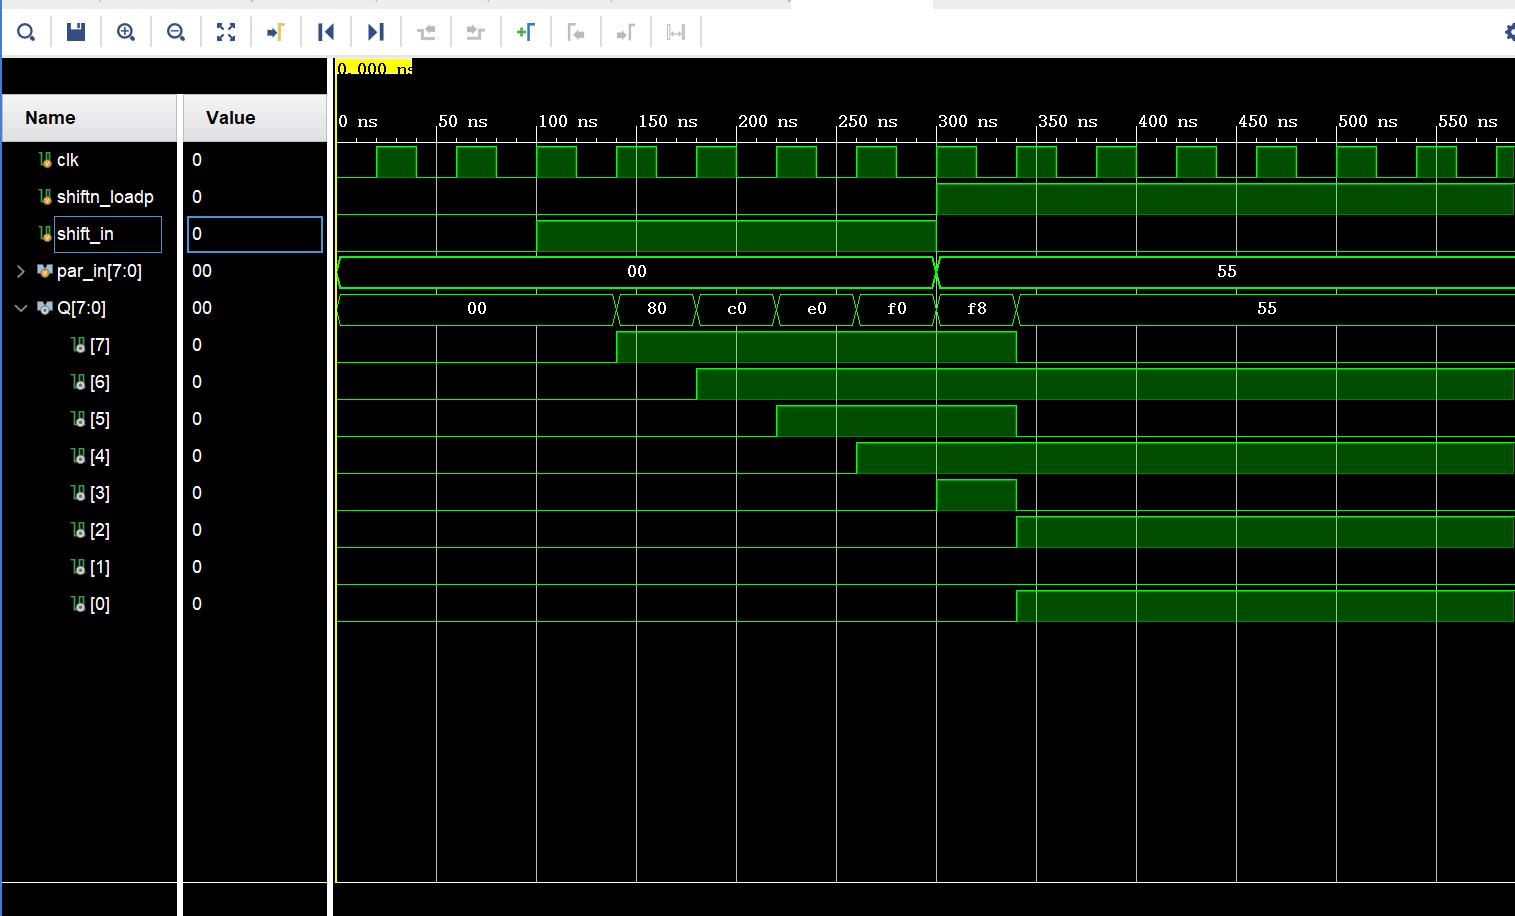 0.000 ns
Name Value
0 ns 50 ns 100 ns 150 ns 200 ns 250 ns 300 ns 350 ns 400 ns 450 ns 500 ns 550 ns
clk 0
shiftn_loadp 0
shift_in 0
par_in[7:0] 00 00 55
Q[7:0] 00 00 80 c0 e0 f0 f8 55
[7] 0
[6] 0
[5] 0
[4] 0
[3] 0
[2] 0
[1] 0
[0] 0